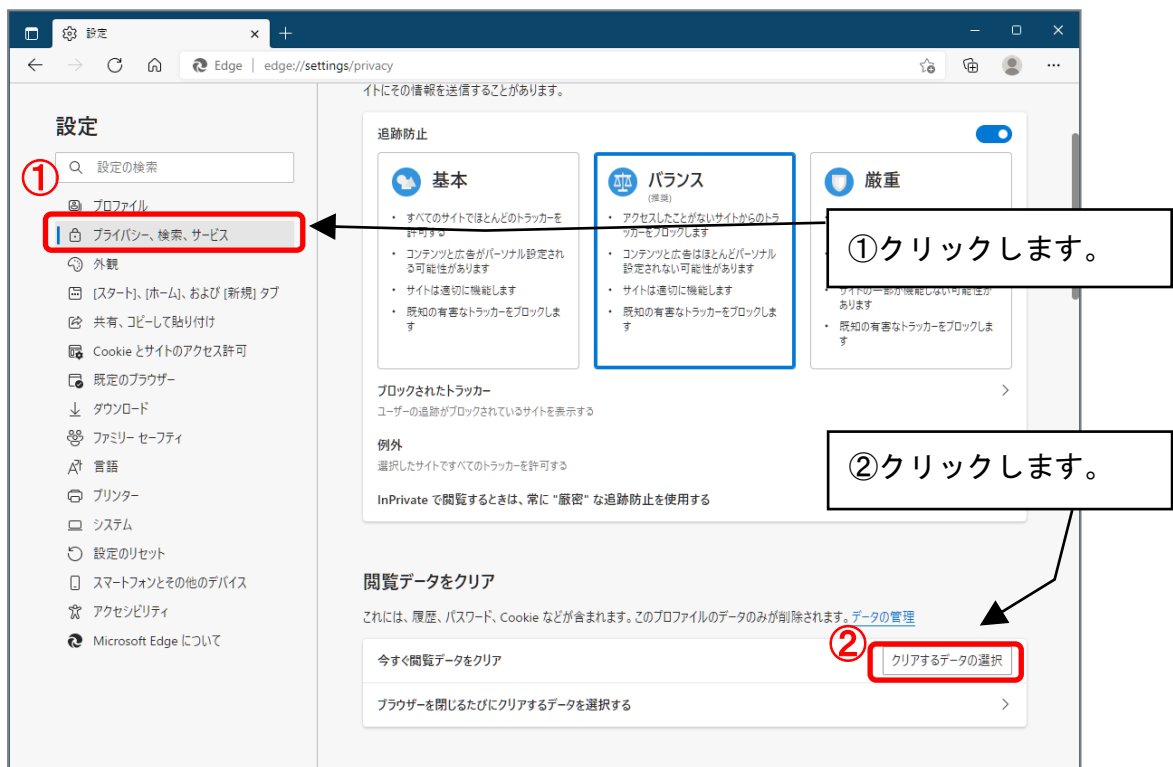 設定
Edge | edge://settings/privacy
設定
設定の検索
①
プロファイル
プライバシー、検索、サービス
外観
[スタート]、[ホーム]、および [新規] タブ
共有、コピーして貼り付け
Cookie とサイトのアクセス許可
既定のブラウザー
ダウンロード
ファミリー セーフティ
言語
プリンター
システム
設定のリセット
スマートフォンとその他のデバイス
アクセシビリティ
Microsoft Edge について
イトにその情報を送信することがあります。
追跡防止
基本
・ すべてのサイトでほとんどのトラッカーを
許可する
・ コンテンツと広告がパーソナル設定され
る可能性があります
・ サイトは適切に機能します
・ 既知の有害なトラッカーをブロックしま
す
バランス
(推奨)
・ アクセスしたことがないサイトからのトラ
ッカーをブロックします
・ コンテンツと広告はほとんどパーソナル
設定されない可能性があります
・ サイトは適切に機能します
・ 既知の有害なトラッカーをブロックしま
す
厳重
サイトの一部が機能しない可能性が
あります
・ 既知の有害なトラッカーをブロックしま
す
①クリックします。
ブロックされたトラッカー
ユーザーの追跡がブロックされているサイトを表示する
例外
選択したサイトですべてのトラッカーを許可する
InPrivate で閲覧するときは、常に "厳密" な追跡防止を使用する
②クリックします。
閲覧データをクリア
これには、履歴、パスワード、Cookie などが含まれます。このプロファイルのデータのみが削除されます。データの管理
今すぐ閲覧データをクリア
②
クリアするデータの選択
ブラウザーを閉じるたびにクリアするデータを選択する